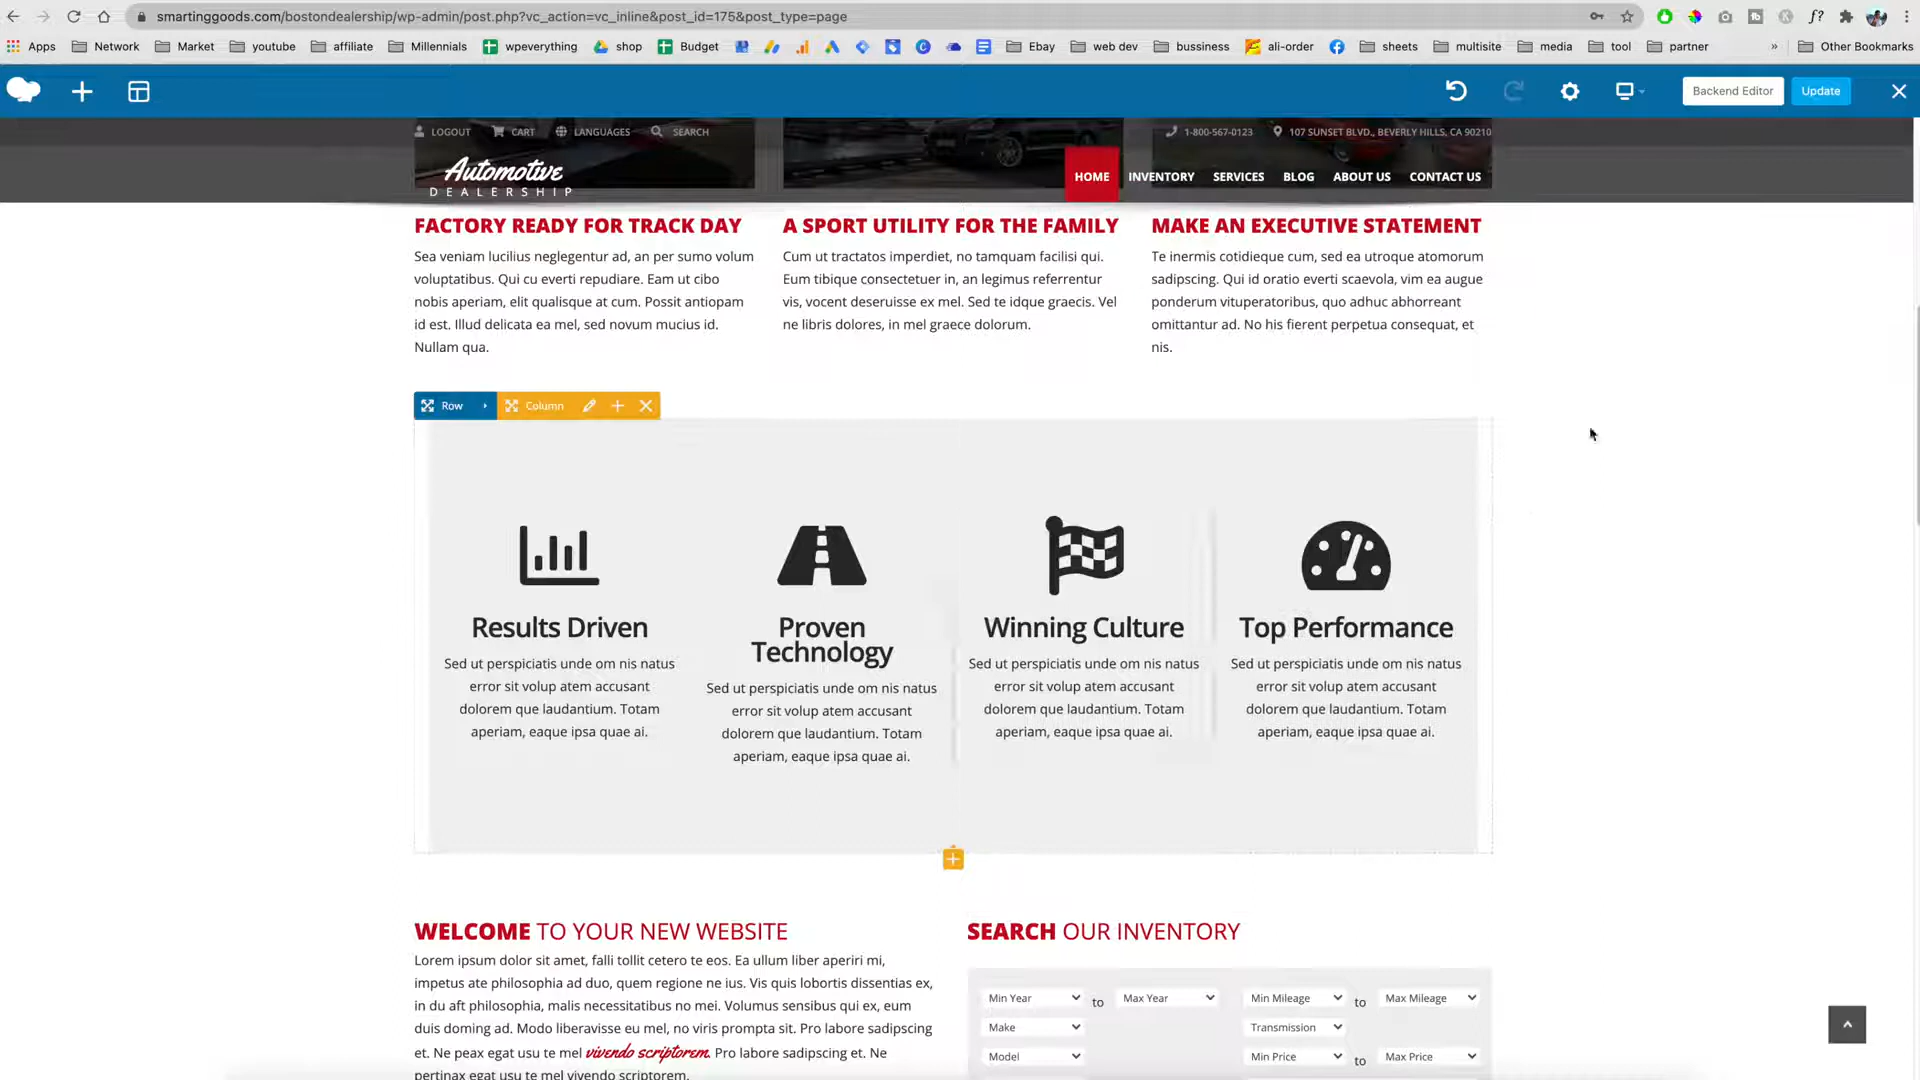 smartinggoods.com/bostondealership/wp-admin/post.php?vc_action=vc_inline&post_id=175&post_type=page
Apps Network Market youtube affiliate Millennials wpeverything shop Budget Ebay web dev bussiness ali-order sheets multisite media tool partner » Other Bookmarks
Backend Editor Update
LOGOUT CART LANGUAGES SEARCH 1-800-567-0123 107 SUNSET BLVD., BEVERLY HILLS, CA 90210
Automotive
DEALERSHIP
HOME INVENTORY SERVICES BLOG ABOUT US CONTACT US
FACTORY READY FOR TRACK DAY
Sea veniam lucilius neglegentur ad, an per sumo volum
voluptatibus. Qui cu everti repudiare. Eam ut cibo
nobis aperiam, elit qualisque at cum. Possit antiopam
id est. Illud delicata ea mel, sed novum mucius id.
Nullam qua.
A SPORT UTILITY FOR THE FAMILY
Cum ut tractatos imperdiet, no tamquam facilisi qui.
Eum tibique consectetuer in, an legimus referrentur
vis, vocent deseruisse ex mel. Sed te idque graecis. Vel
ne libris dolores, in mel graece dolorum.
MAKE AN EXECUTIVE STATEMENT
Te inermis cotidieque cum, sed ea utroque atomorum
sadipscing. Qui id oratio everti scaevola, vim ea augue
ponderum vituperatoribus, quo adhuc abhorreant
omittantur ad. No his fierent perpetua consequat, et
nis.
Row Column
Results Driven
Sed ut perspiciatis unde om nis natus
error sit volup atem accusant
dolorem que laudantium. Totam
aperiam, eaque ipsa quae ai.
Proven
Technology
Sed ut perspiciatis unde om nis natus
error sit volup atem accusant
dolorem que laudantium. Totam
aperiam, eaque ipsa quae ai.
Winning Culture
Sed ut perspiciatis unde om nis natus
error sit volup atem accusant
dolorem que laudantium. Totam
aperiam, eaque ipsa quae ai.
Top Performance
Sed ut perspiciatis unde om nis natus
error sit volup atem accusant
dolorem que laudantium. Totam
aperiam, eaque ipsa quae ai.
WELCOME TO YOUR NEW WEBSITE
Lorem ipsum dolor sit amet, falli tollit cetero te eos. Ea ullum liber aperiri mi,
impetus ate philosophia ad duo, quem regione ne ius. Vis quis lobortis dissentias ex,
in du aft philosophia, malis necessitatibus no mei. Volumus sensibus qui ex, eum
duis doming ad. Modo liberavisse eu mel, no viris prompta sit. Pro labore sadipscing
et. Ne peax egat usu te mel vivendo scriptorem. Pro labore sadipscing et. Ne
pertinax egat usu te mel vivendo scriptorem.
SEARCH OUR INVENTORY
Min Year to Max Year Min Mileage to Max Mileage
Make Transmission
Model Min Price to Max Price